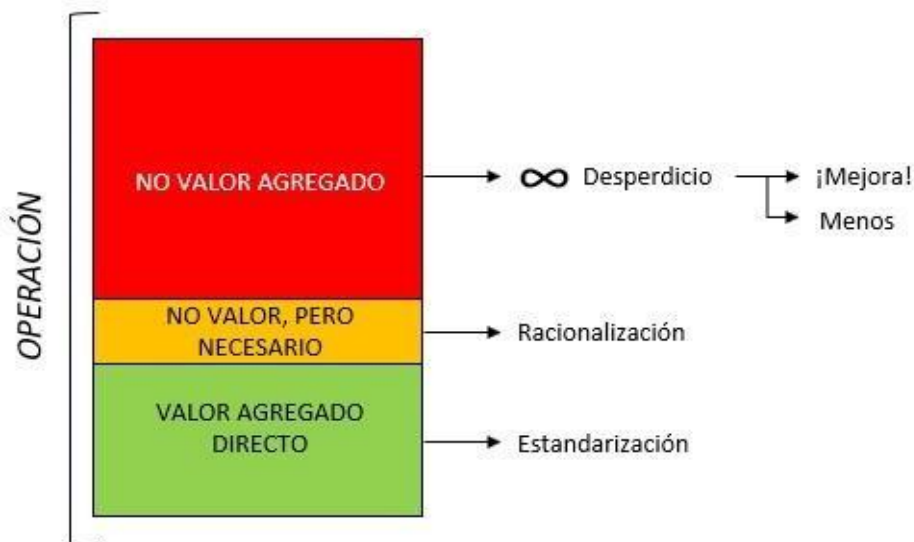 OPERACIÓN
NO VALOR AGREGADO
∞ Desperdicio
¡Mejora!
Menos
NO VALOR, PERO
NECESARIO
Racionalización
VALOR AGREGADO
DIRECTO
Estandarización